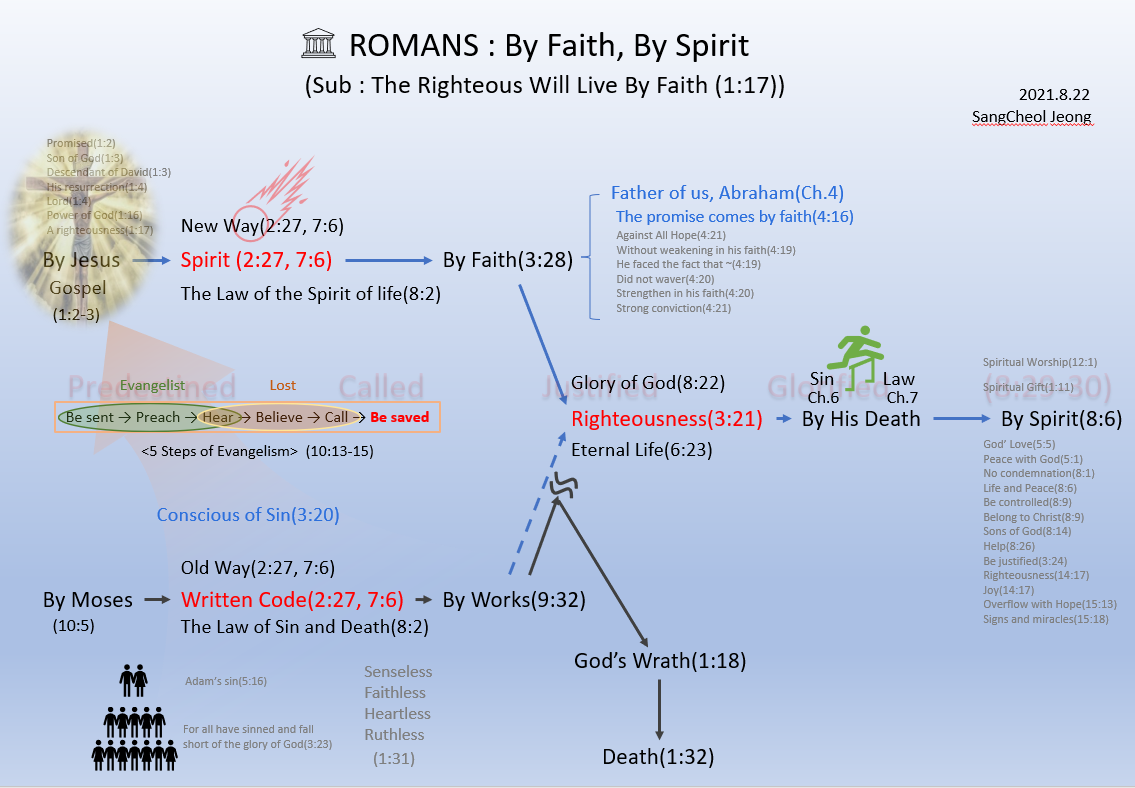 ROMANS : By Faith, By Spirit
(Sub : The Righteous Will Live By Faith (1:17))
2021.8.22
SangCheol Jeong
Promised(1:2)
Son of God(1:3)
Descendant of David(1:3)
His resurrection(1:4)
Lord(1:4)
Power of God(1:16)
A righteousness(1:17)
By Jesus
Gospel
(1:2-3)
New Way(2:27, 7:6)
Spirit (2:27, 7:6)
The Law of the Spirit of life(8:2)
By Faith(3:28)
Father of us, Abraham(Ch.4)
The promise comes by faith(4:16)
Against All Hope(4:21)
Without weakening in his faith(4:19)
He faced the fact that ~(4:19)
Did not waver(4:20)
Strengthen in his faith(4:20)
Strong conviction(4:21)
Predestined Called Justified Glorified (8:29-30)
Evangelist Lost
Be sent → Preach → Hear → Believe → Call → Be saved
<5 Steps of Evangelism> (10:13-15)
Glory of God(8:22)
Righteousness(3:21)
Eternal Life(6:23)
Sin Law
Ch.6 Ch.7
By His Death
Spiritual Worship(12:1)
Spiritual Gift(1:11)
By Spirit(8:6)
God' Love(5:5)
Peace with God(5:1)
No condemnation(8:1)
Life and Peace(8:6)
Be controlled(8:9)
Belong to Christ(8:9)
Sons of God(8:14)
Help(8:26)
Be justified(3:24)
Righteousness(14:17)
Joy(14:17)
Overflow with Hope(15:13)
Signs and miracles(15:18)
Conscious of Sin(3:20)
Old Way(2:27, 7:6)
By Moses
(10:5)
Written Code(2:27, 7:6)
The Law of Sin and Death(8:2)
By Works(9:32)
God's Wrath(1:18)
Death(1:32)
Adam's sin(5:16)
For all have sinned and fall
short of the glory of God(3:23)
Senseless
Faithless
Heartless
Ruthless
(1:31)